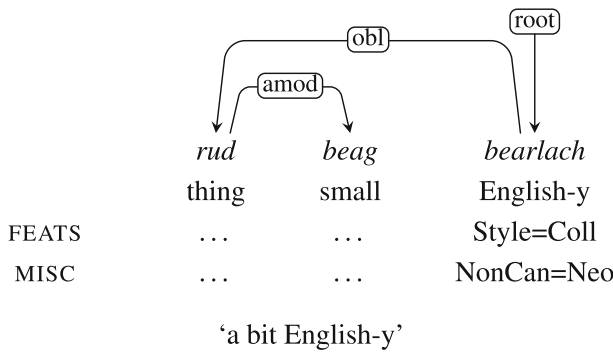 root
obl
amod
rud beag bearlach
thing small English-y
FEATS ... ... Style=Coll
MISC ... ... NonCan=Neo
‘a bit English-y’